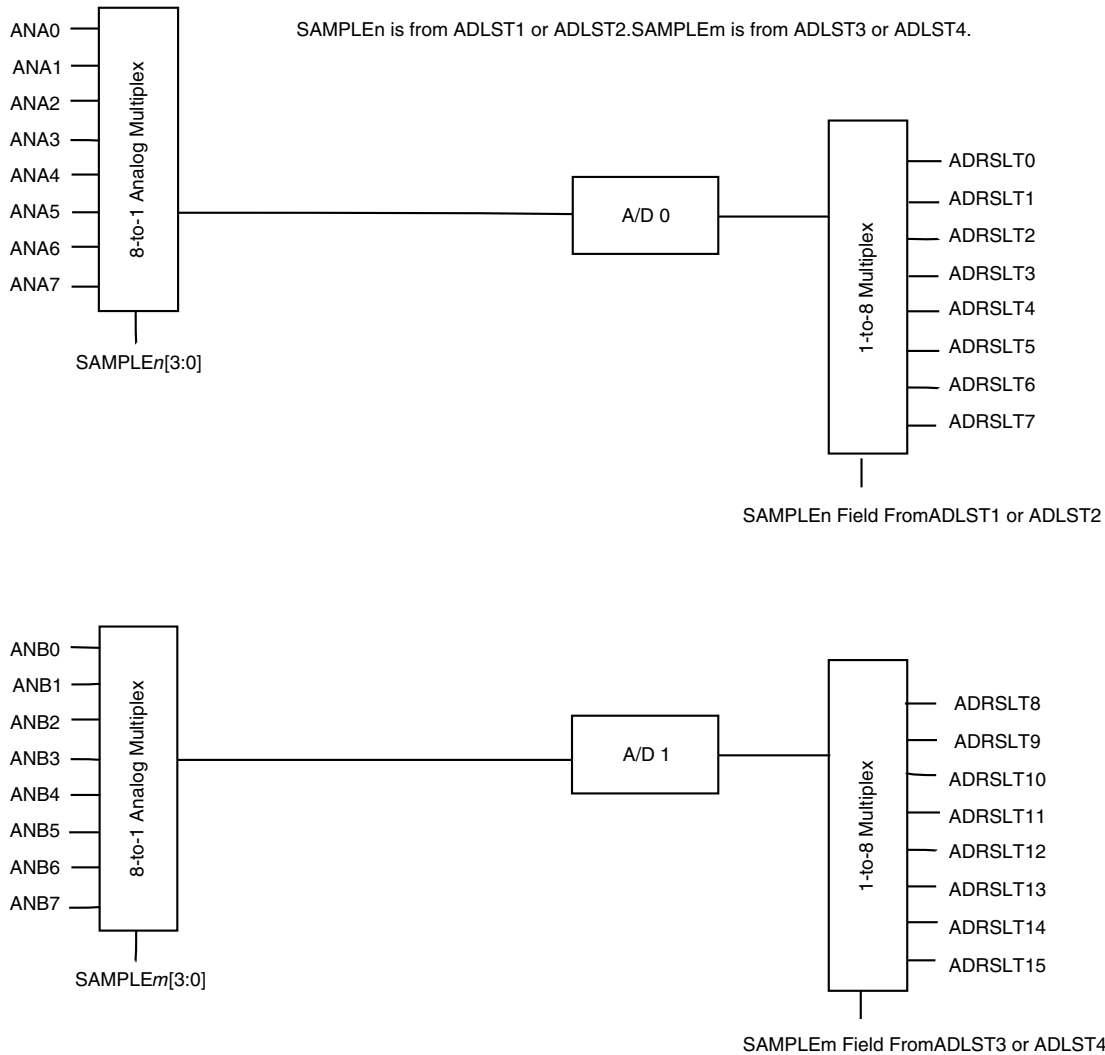 SAMPLEn is from ADLST1 or ADLST2.SAMPLEm is from ADLST3 or ADLST4.
ANA0
ANA1
ANA2
ANA3
ANA4
ANA5
ANA6
ANA7
8-to-1 Analog Multiplex
SAMPLEn[3:0]
A/D 0
1-to-8 Multiplex
ADRSLT0
ADRSLT1
ADRSLT2
ADRSLT3
ADRSLT4
ADRSLT5
ADRSLT6
ADRSLT7
SAMPLEn Field FromADLST1 or ADLST2
ANB0
ANB1
ANB2
ANB3
ANB4
ANB5
ANB6
ANB7
8-to-1 Analog Multiplex
SAMPLEm[3:0]
A/D 1
1-to-8 Multiplex
ADRSLT8
ADRSLT9
ADRSLT10
ADRSLT11
ADRSLT12
ADRSLT13
ADRSLT14
ADRSLT15
SAMPLEm Field FromADLST3 or ADLST4